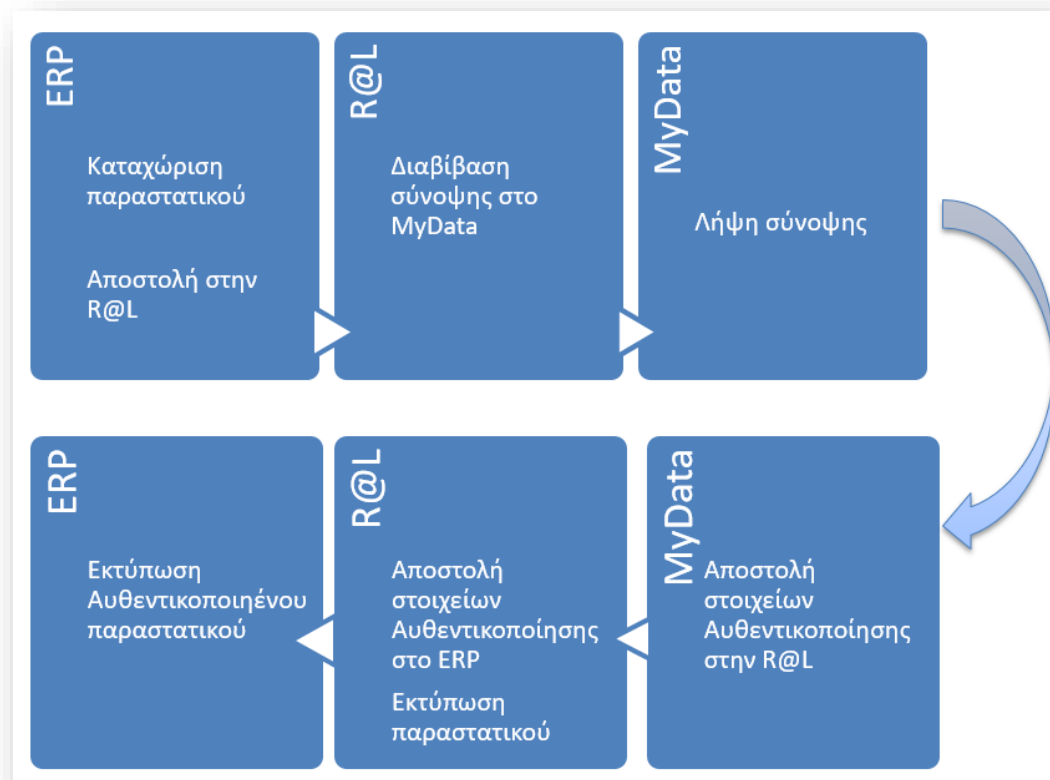 ERP
Καταχώριση
παραστατικού
Αποστολή στην
R@L
R@L
Διαβίβαση
σύνοψης στο
MyData
MyData
Λήψη σύνοψης
ERP
Εκτύπωση
Αυθεντικοποιηένου
παραστατικού
R@L
Αποστολή
στοιχείων
Αυθεντικοποίησης
στο ERP
Εκτύπωση
παραστατικού
MyData
Αποστολή
στοιχείων
Αυθεντικοποίησης
στην R@L